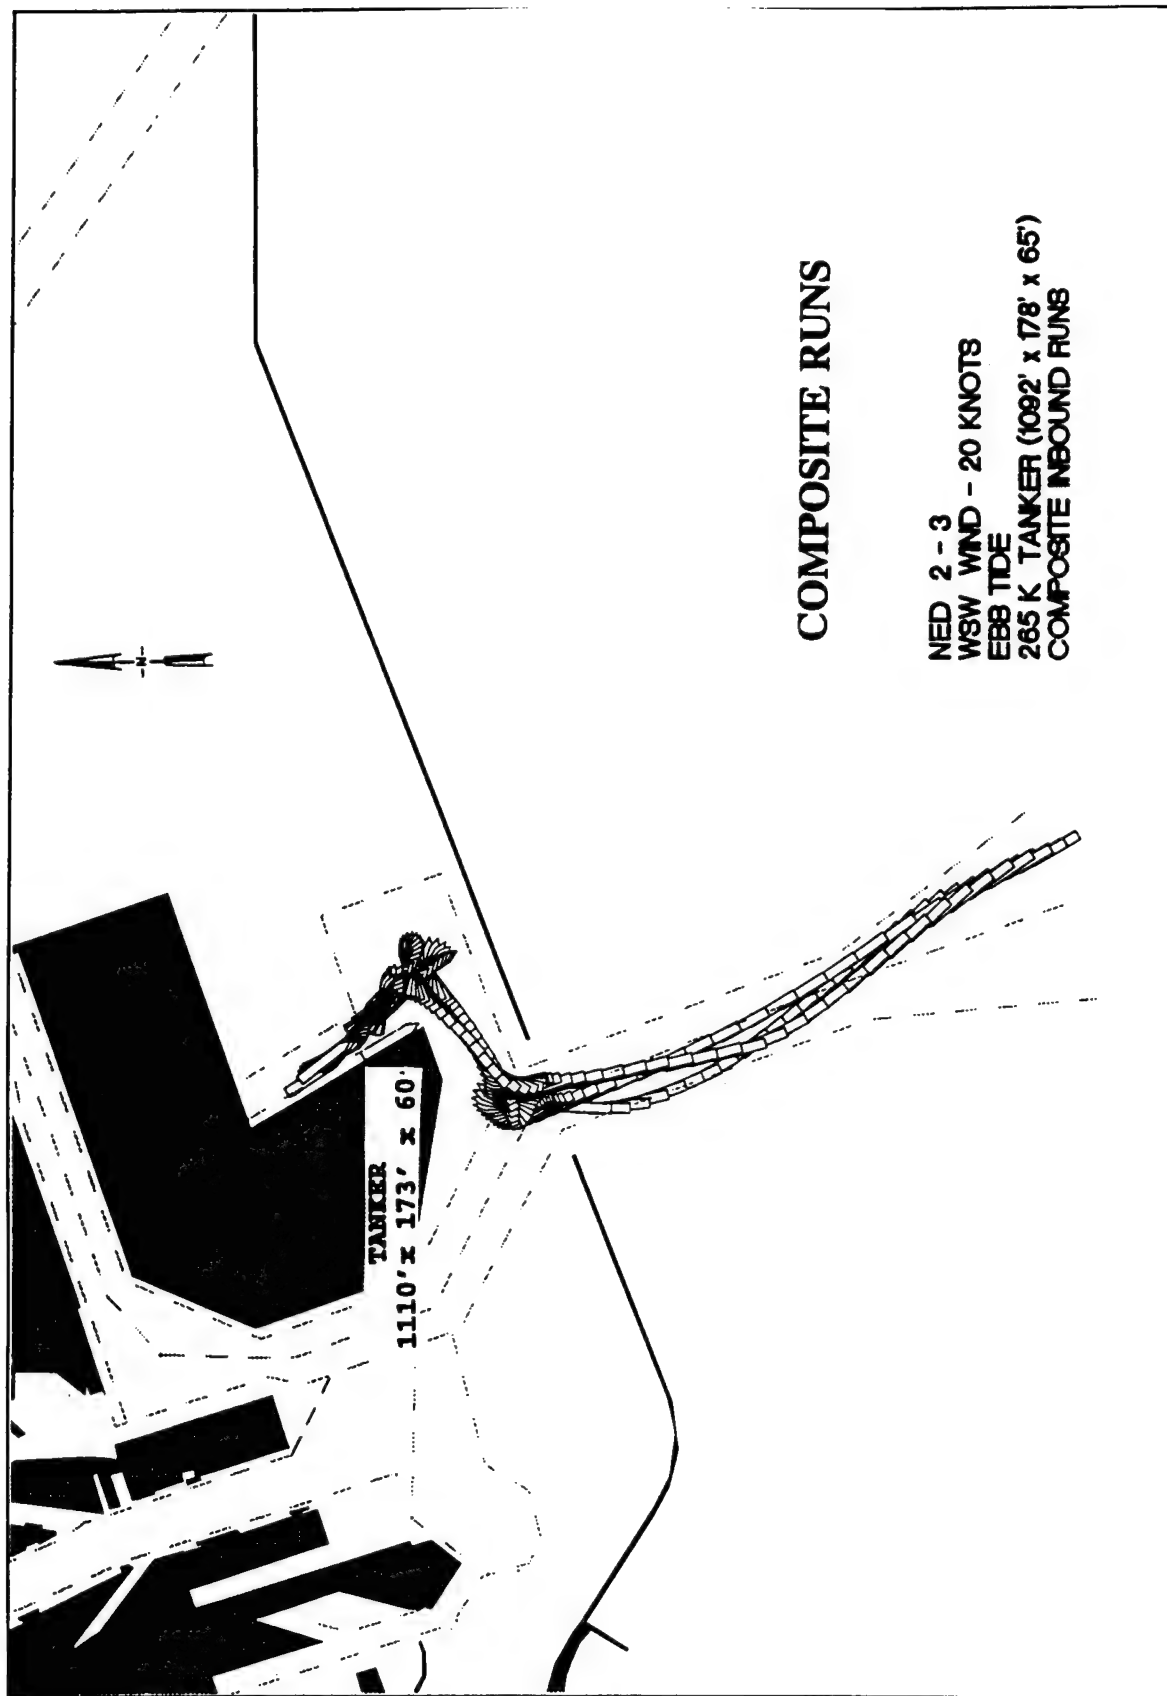 N
TANKER
1110' x 173' x 60'
COMPOSITE RUNS
NED 2 - 3
WSW WIND - 20 KNOTS
EBB TIDE
265 K TANKER (1092' x 178' x 65')
COMPOSITE INBOUND RUNS